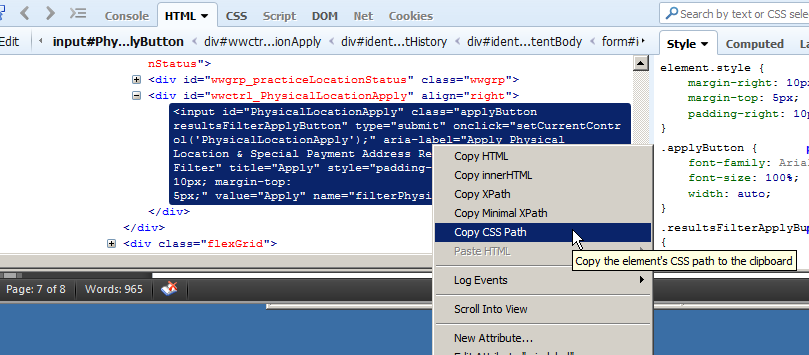 Console HTML CSS Script DOM Net Cookies
Search by text or CSS sele
Edit input#Phy...lyButton div#wwctr...ionApply div#ident...tHistory div#ident...tentBody form#i
Style Computed La
nStatus">
<div id="wwgrp_practiceLocationStatus" class="wwgrp">
<div id="wwctrl_PhysicalLocationApply" align="right">
<input id="PhysicalLocationApply" class="applyButton
resultsFilterApplyButton" type="submit" onclick="setCurrentContr
ol('PhysicalLocationApply');" aria-label="Apply Physical
Location & Special Payment Address Re
Filter" title="Apply" style="padding-
10px; margin-top:
5px;" value="Apply" name="filterPhysi
</div>
</div>
<div class="flexGrid">
element.style {
margin-right: 10p
margin-top: 5px;
padding-right: 10
}
.applyButton { p
font-family: Aria
font-size: 100%;
width: auto;
}
.resultsFilterApplyBu
{
Copy HTML
Copy innerHTML
Copy XPath
Copy Minimal XPath
Copy CSS Path
Paste HTML
Log Events
Scroll Into View
New Attribute...
Copy the element's CSS path to the clipboard
Page: 7 of 8 Words: 965